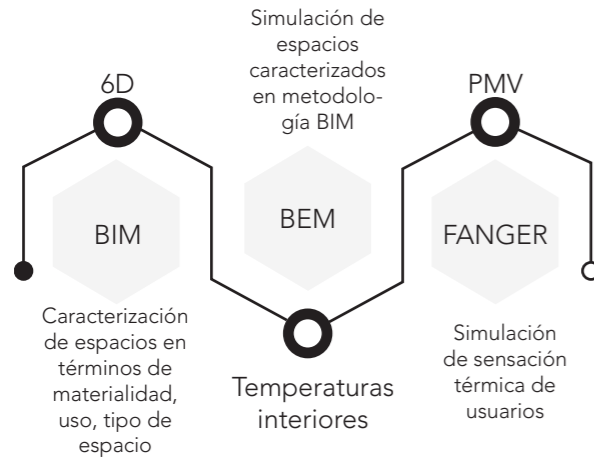 6D
BIM
Caracterización
de espacios en
términos de
materialidad,
uso, tipo de
espacio
Simulación de
espacios
caracterizados
en metodolo-
gía BIM
BEM
Temperaturas
interiores
PMV
FANGER
Simulación
de sensación
térmica de
usuarios